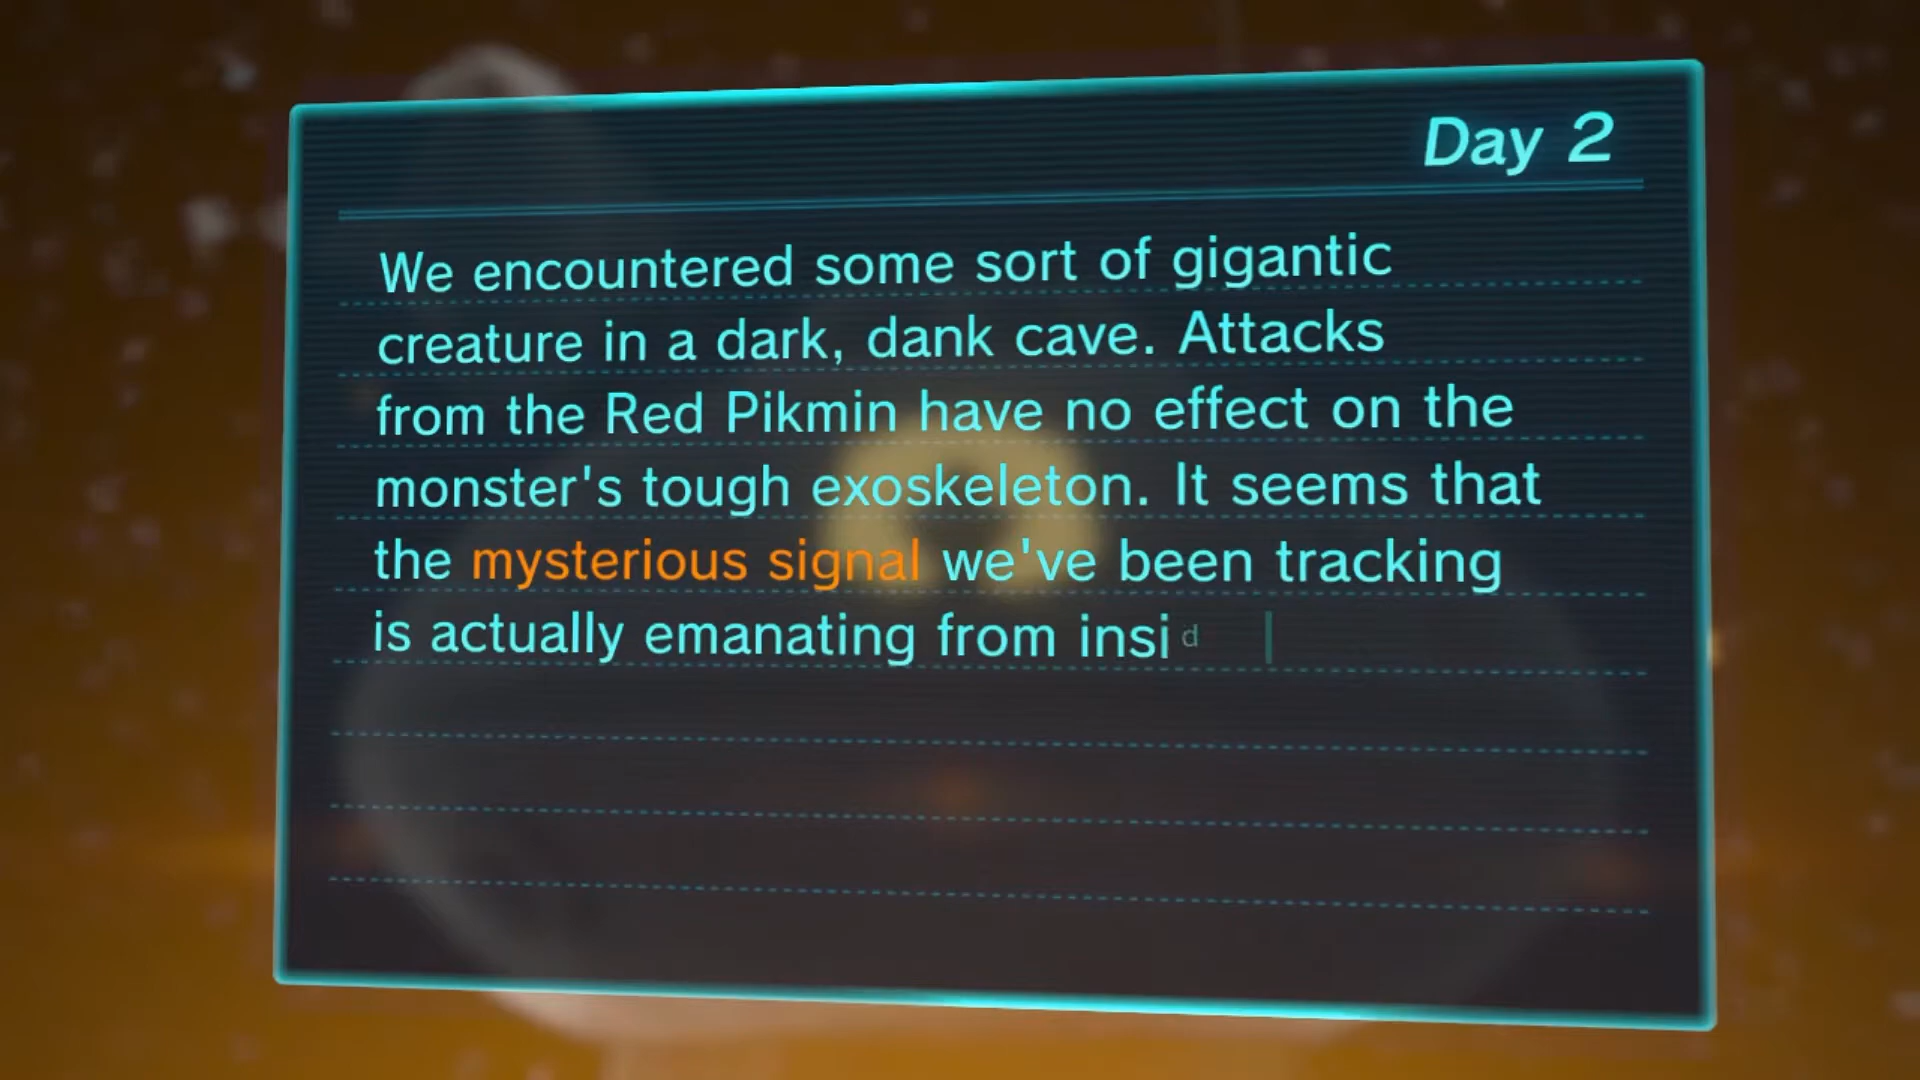 Day 2
We encountered some sort of gigantic
creature in a dark, dank cave. Attacks
from the Red Pikmin have no effect on the
monster's tough exoskeleton. It seems that
the mysterious signal we've been tracking
is actually emanating from insid